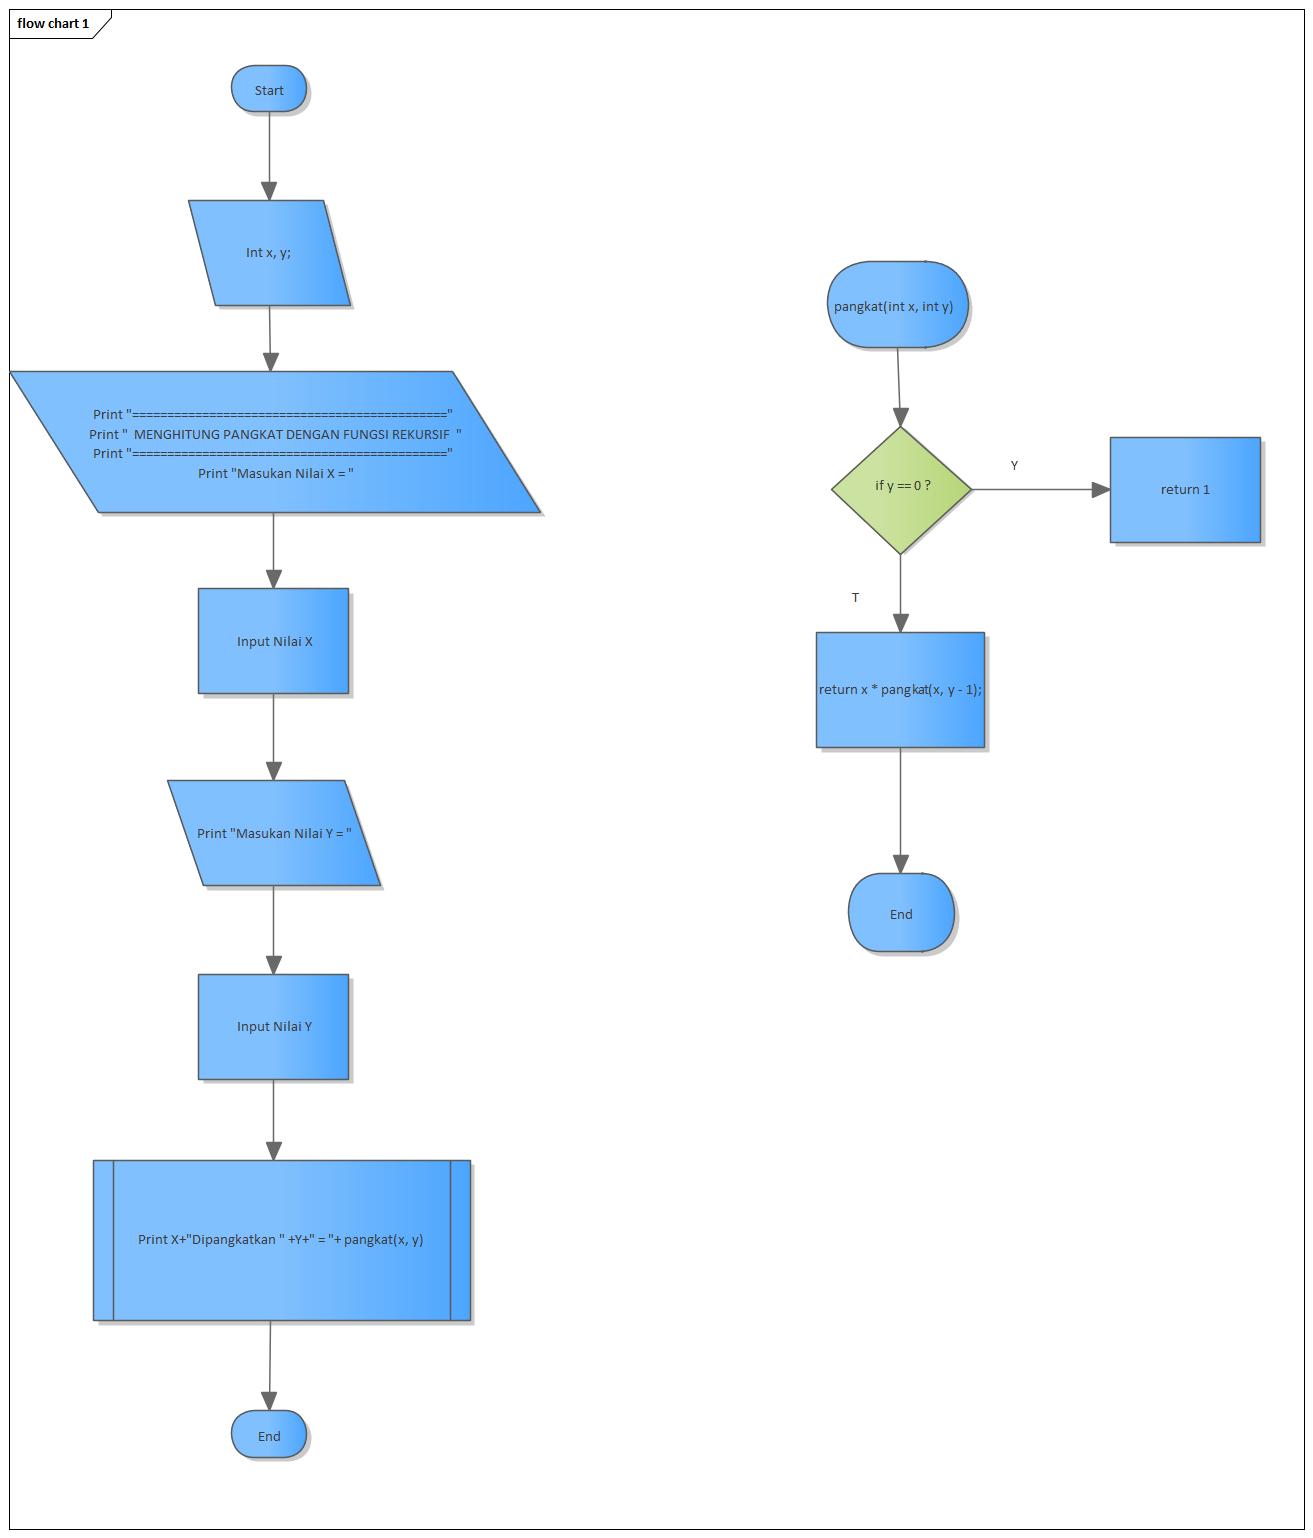 flow chart 1
Start
Int x, y;
Print "============================================="
Print "  MENGHITUNG PANGKAT DENGAN FUNGSI REKURSIF  "
Print "============================================="
Print "Masukan Nilai X = "
Input Nilai X
Print "Masukan Nilai Y = "
Input Nilai Y
Print X+"Dipangkatkan " +Y+" = "+ pangkat(x, y)
End
pangkat(int x, int y)
if y == 0 ?
Y
return 1
T
return x * pangkat(x, y - 1);
End